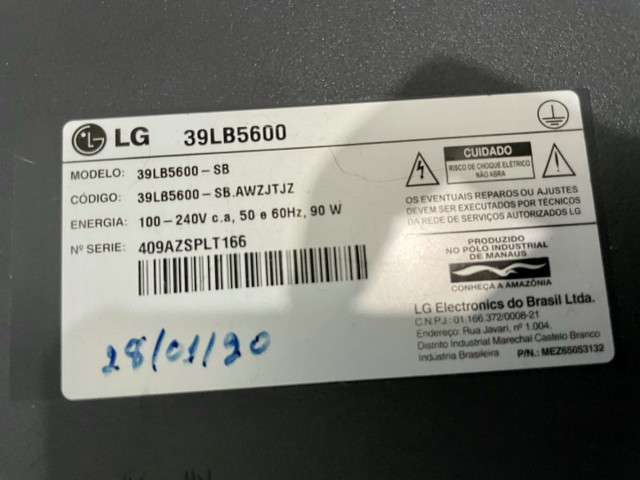 LG 39LB5600
MODELO: 39LB5600-SB
CÓDIGO: 39LB5600-SB.AWZJTJZ
ENERGIA: 100-240V c.a, 50 e 60Hz, 90 W
Nº SERIE: 409AZSPLT166
28/01/20
CUIDADO
RISCO DE CHOQUE ELÉTRICO
NÃO ABRA
OS EVENTUAIS REPAROS OU AJUSTES
DEVEM SER EXECUTADOS POR TÉCNICOS
DA REDE DE SERVIÇOS AUTORIZADOS LG
PRODUZIDO
NO PÓLO INDUSTRIAL
DE MANAUS
CONHEÇA A AMAZÔNIA
LG Electronics do Brasil Ltda.
C.N.P.J.: 01.166.372/0008-21
Endereço: Rua Javari, nº 1.004,
Distrito Industrial Marechal Castelo Branco
Indústria Brasileira P/N.: MEZ65653132